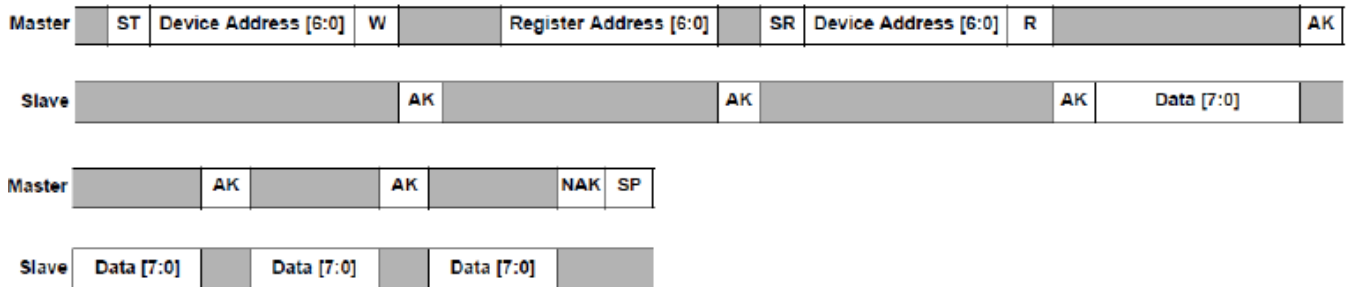 Master ST Device Address [6:0] W Register Address [6:0] SR Device Address [6:0] R AK
Slave AK AK AK Data [7:0]
Master AK AK NAK SP
Slave Data [7:0] Data [7:0] Data [7:0]